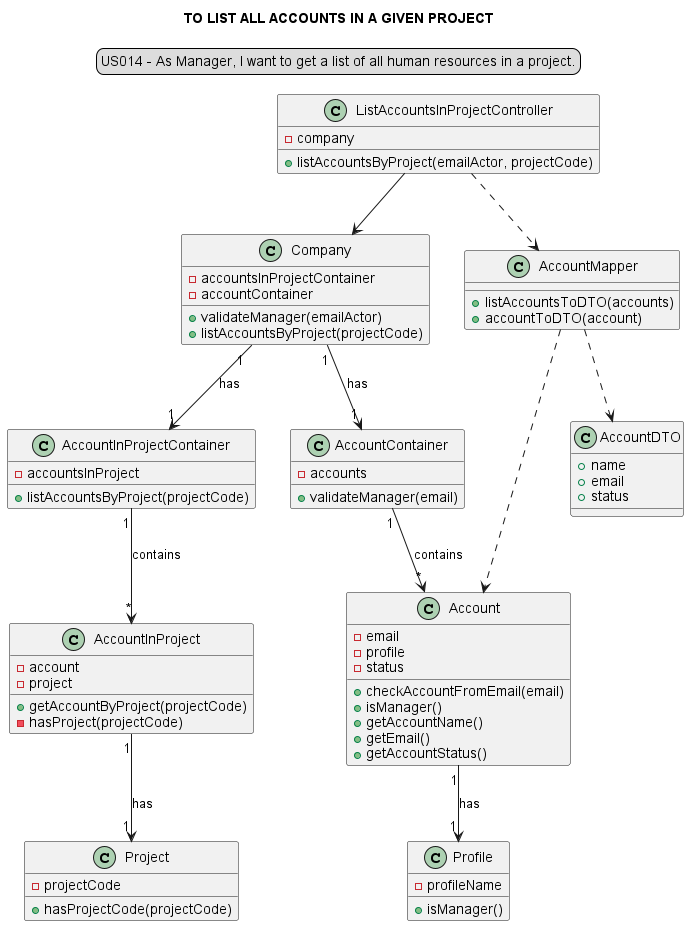 TO LIST ALL ACCOUNTS IN A GIVEN PROJECT
US014 - As Manager, I want to get a list of all human resources in a project.
C ListAccountsInProjectController
company
listAccountsByProject(emailActor, projectCode)
C Company
accountsInProjectContainer
accountContainer
validateManager(emailActor)
listAccountsByProject(projectCode)
C AccountMapper
listAccountsToDTO(accounts)
accountToDTO(account)
1
has
1
1
has
1
C AccountInProjectContainer
accountsInProject
listAccountsByProject(projectCode)
C AccountContainer
accounts
validateManager(email)
C AccountDTO
name
email
status
1
contains
*
1
contains
*
C AccountInProject
account
project
getAccountByProject(projectCode)
hasProject(projectCode)
C Account
email
profile
status
checkAccountFromEmail(email)
isManager()
getAccountName()
getEmail()
getAccountStatus()
1
has
1
1
has
1
C Project
projectCode
hasProjectCode(projectCode)
C Profile
profileName
isManager()